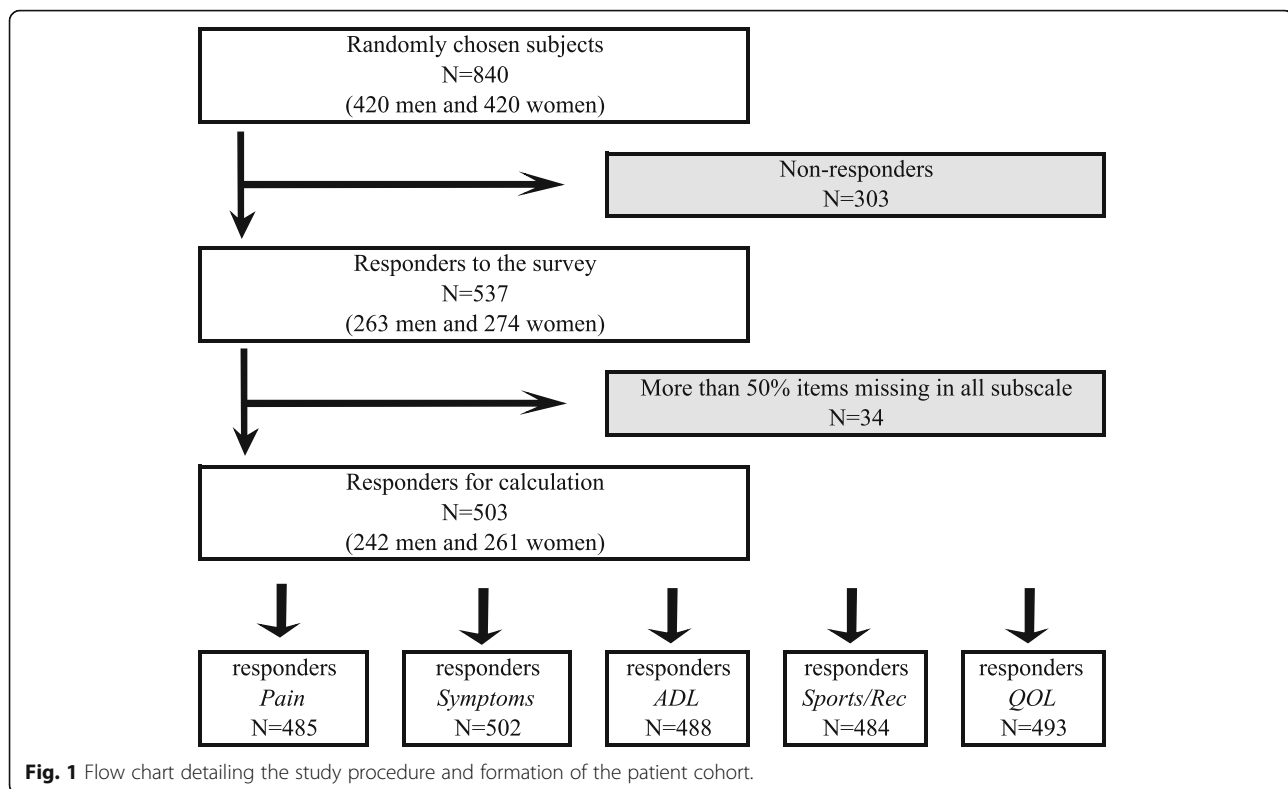 Randomly chosen subjects
N=840
(420 men and 420 women)
Non-responders
N=303
Responders to the survey
N=537
(263 men and 274 women)
More than 50% items missing in all subscale
N=34
Responders for calculation
N=503
(242 men and 261 women)
responders
Pain
N=485
responders
Symptoms
N=502
responders
ADL
N=488
responders
Sports/Rec
N=484
responders
QOL
N=493
Fig. 1 Flow chart detailing the study procedure and formation of the patient cohort.